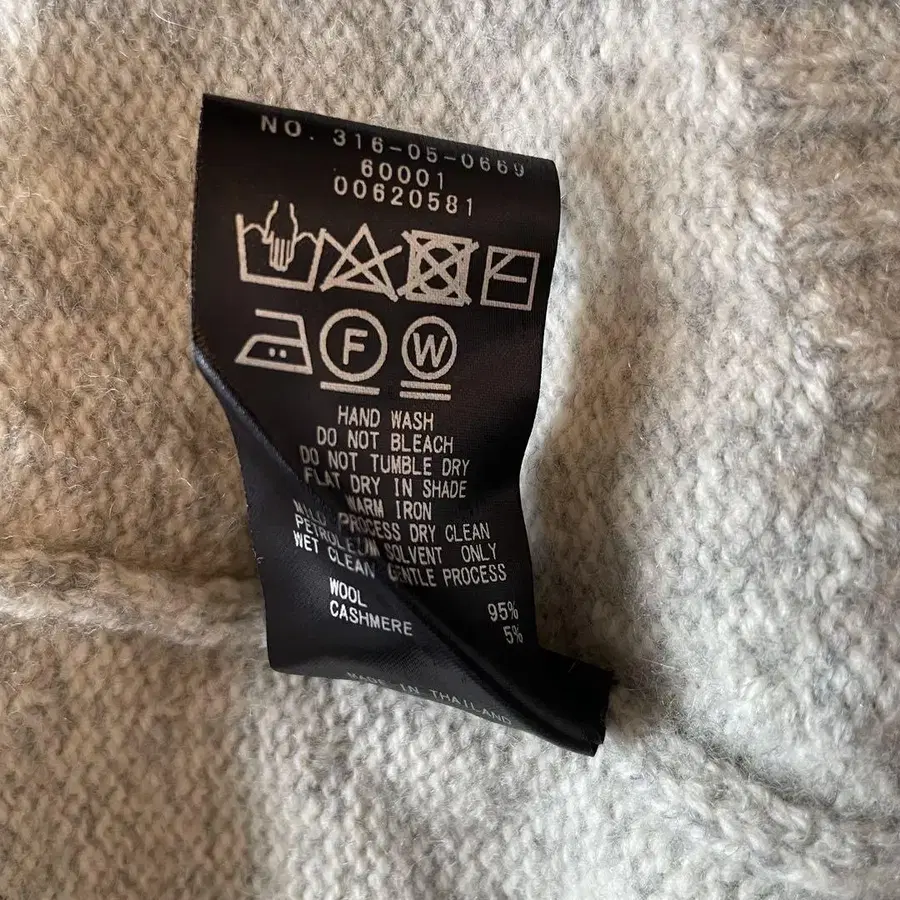 NO. 316-05-0669
60001
00620581
F W
HAND WASH
DO NOT BLEACH
DO NOT TUMBLE DRY
FLAT DRY IN SHADE
WARM IRON
MILD PROCESS DRY CLEAN
PETROLEUM SOLVENT ONLY
WET CLEAN GENTLE PROCESS
WOOL 95%
CASHMERE 5%
MADE IN THAILAND